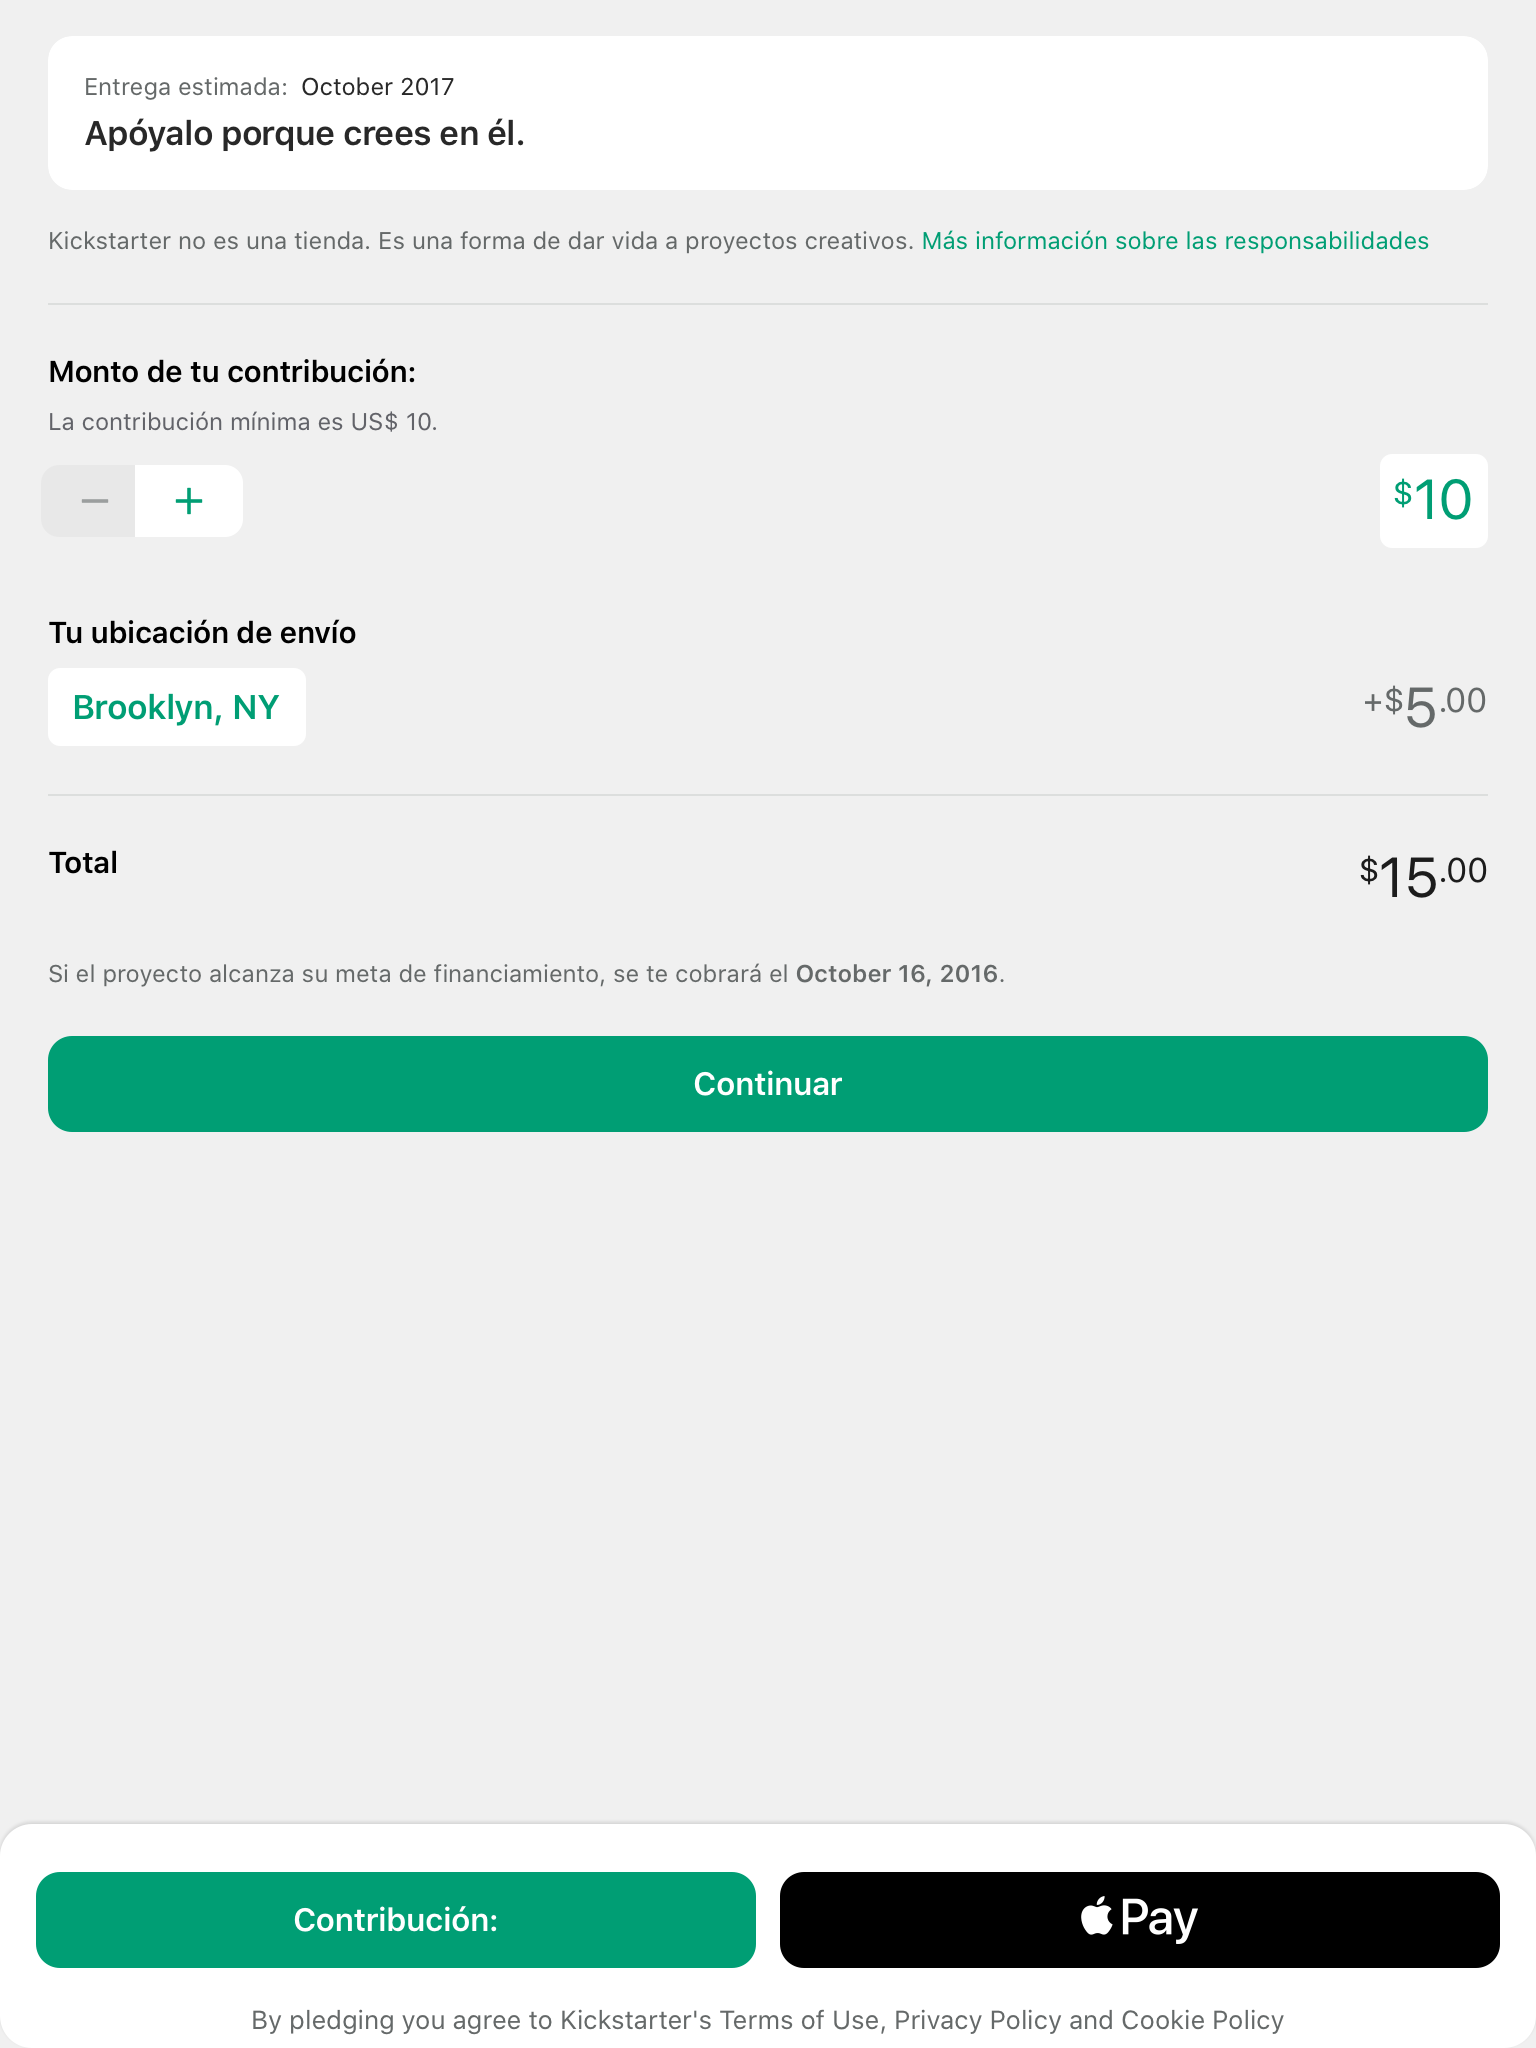 Entrega estimada: October 2017
Apóyalo porque crees en él.
Kickstarter no es una tienda. Es una forma de dar vida a proyectos creativos. Más información sobre las responsabilidades
Monto de tu contribución:
La contribución mínima es US$ 10.
− +
$10
Tu ubicación de envío
Brooklyn, NY
+$5.00
Total
$15.00
Si el proyecto alcanza su meta de financiamiento, se te cobrará el October 16, 2016.
Continuar
Contribución:
Pay
By pledging you agree to Kickstarter's Terms of Use, Privacy Policy and Cookie Policy